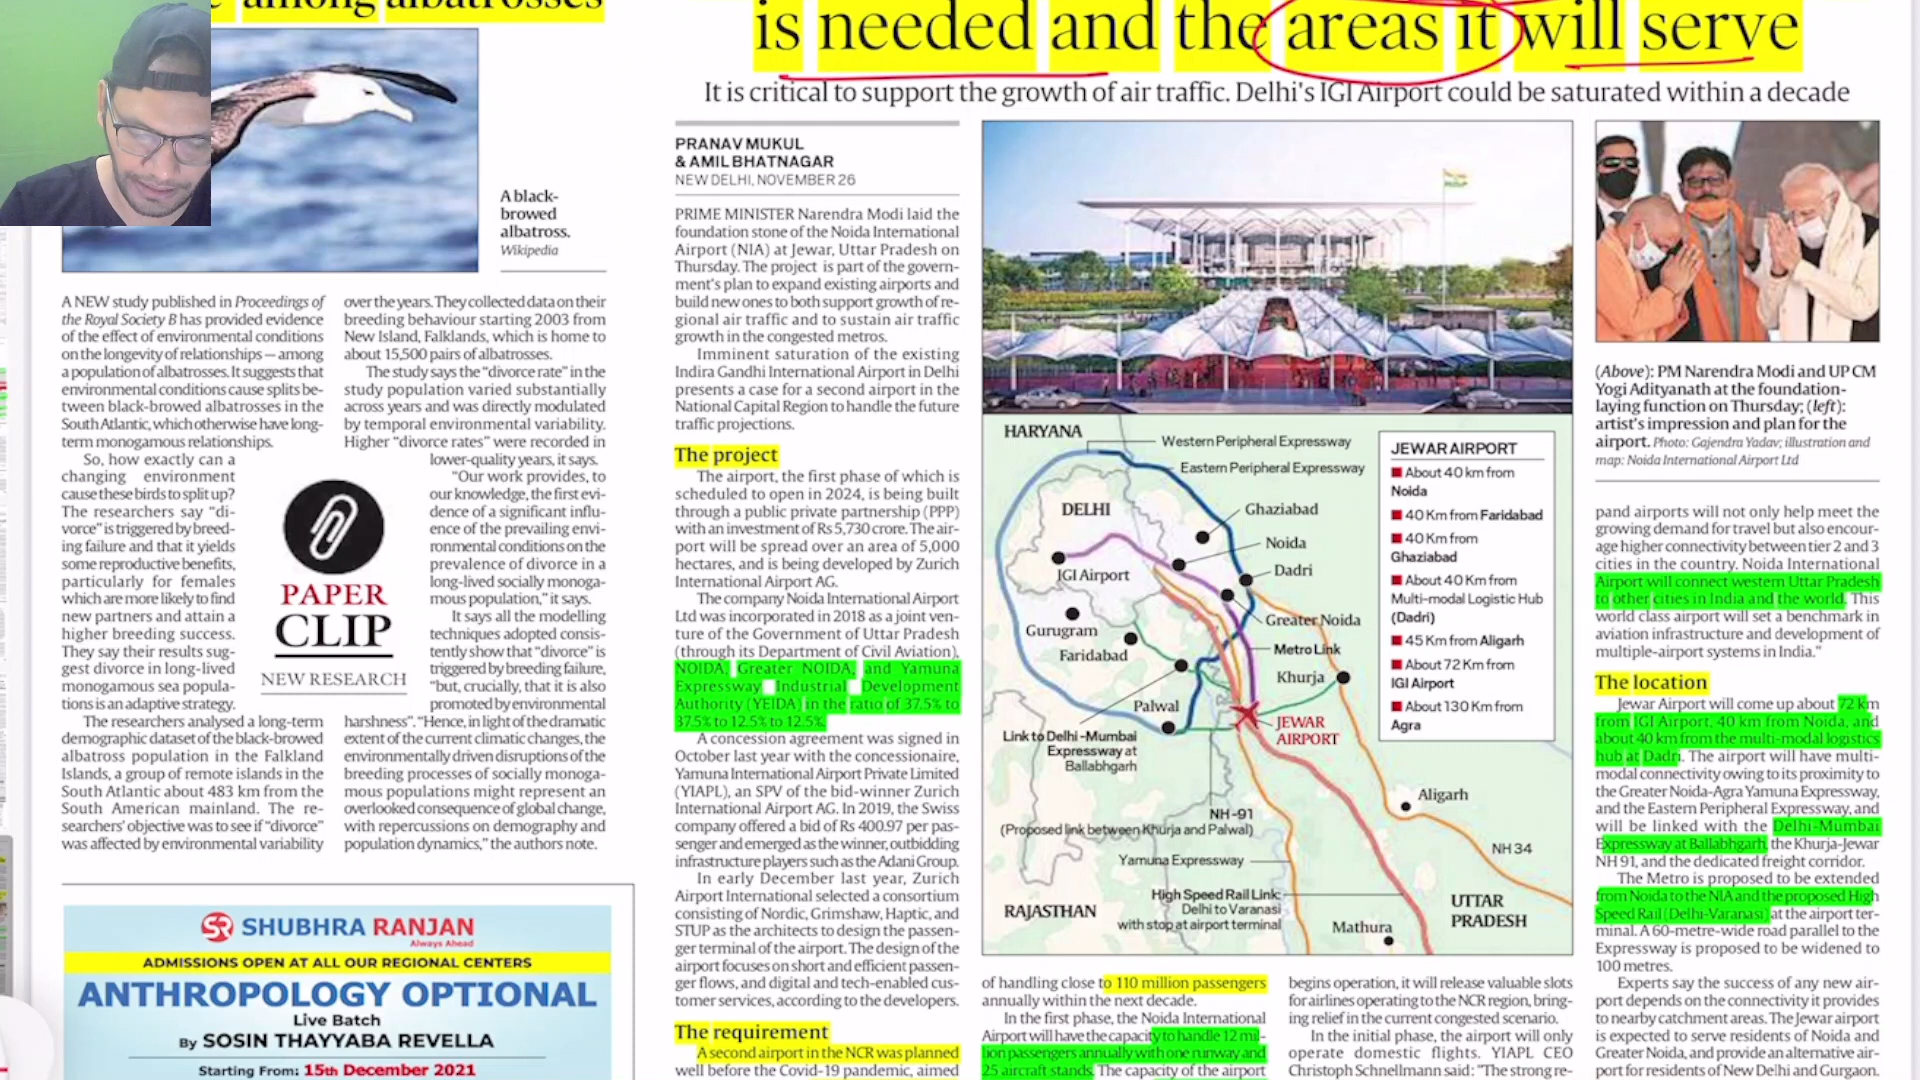 among albatrosses
is needed and the areas it will serve
It is critical to support the growth of air traffic. Delhi's IGI Airport could be saturated within a decade
A black-
browed
albatross.
Wikipedia
A NEW study published in Proceedings of
the Royal Society B has provided evidence
of the effect of environmental conditions
on the longevity of relationships — among
a population of albatrosses. It suggests that
environmental conditions cause splits be-
tween black-browed albatrosses in the
South Atlantic, which otherwise have long-
term monogamous relationships.
So, how exactly can a
changing environment
cause these birds to split up?
The researchers say "di-
vorce" is triggered by breed-
ing failure and that it yields
some reproductive benefits,
particularly for females
which are more likely to find
new partners and attain a
higher breeding success.
They say their results sug-
gest divorce in long-lived
monogamous sea popula-
tions is an adaptive strategy.
The researchers analysed a long-term
demographic dataset of the black-browed
albatross population in the Falkland
Islands, a group of remote islands in the
South Atlantic about 483 km from the
South American mainland. The re-
searchers' objective was to see if "divorce"
was affected by environmental variability
over the years. They collected data on their
breeding behaviour starting 2003 from
New Island, Falklands, which is home to
about 15,500 pairs of albatrosses.
The study says the "divorce rate" in the
study population varied substantially
across years and was directly modulated
by temporal environmental variability.
Higher "divorce rates" were recorded in
lower-quality years, it says.
"Our work provides, to
our knowledge, the first evi-
dence of a significant influ-
ence of the prevailing envi-
ronmental conditions on the
prevalence of divorce in a
long-lived socially monoga-
mous population," it says.
It says all the modelling
techniques adopted consis-
tently show that "divorce" is
triggered by breeding failure,
"but, crucially, that it is also
promoted by environmental
harshness". "Hence, in light of the dramatic
extent of the current climatic changes, the
environmentally driven disruptions of the
breeding processes of socially monoga-
mous populations might represent an
overlooked consequence of global change,
with repercussions on demography and
population dynamics," the authors note.
PAPER
CLIP
NEW RESEARCH
SR SHUBHRA RANJAN
Always Ahead
ADMISSIONS OPEN AT ALL OUR REGIONAL CENTERS
ANTHROPOLOGY OPTIONAL
Live Batch
By SOSIN THAYYABA REVELLA
Starting From: 15th December 2021
PRANAV MUKUL
& AMIL BHATNAGAR
NEW DELHI, NOVEMBER 26
PRIME MINISTER Narendra Modi laid the
foundation stone of the Noida International
Airport (NIA) at Jewar, Uttar Pradesh on
Thursday. The project is part of the govern-
ment's plan to expand existing airports and
build new ones to both support growth of re-
gional air traffic and to sustain air traffic
growth in the congested metros.
Imminent saturation of the existing
Indira Gandhi International Airport in Delhi
presents a case for a second airport in the
National Capital Region to handle the future
traffic projections.
The project
The airport, the first phase of which is
scheduled to open in 2024, is being built
through a public private partnership (PPP)
with an investment of Rs 5,730 crore. The air-
port will be spread over an area of 5,000
hectares, and is being developed by Zurich
International Airport AG.
The company Noida International Airport
Ltd was incorporated in 2018 as a joint ven-
ture of the Government of Uttar Pradesh
(through its Department of Civil Aviation),
NOIDA, Greater NOIDA, and Yamuna
Expressway Industrial Development
Authority (YEIDA) in the ratio of 37.5% to
37.5% to 12.5% to 12.5%.
A concession agreement was signed in
October last year with the concessionaire,
Yamuna International Airport Private Limited
(YIAPL), an SPV of the bid-winner Zurich
International Airport AG. In 2019, the Swiss
company offered a bid of Rs 400.97 per pas-
senger and emerged as the winner, outbidding
infrastructure players such as the Adani Group.
In early December last year, Zurich
Airport International selected a consortium
consisting of Nordic, Grimshaw, Haptic, and
STUP as the architects to design the passen-
ger terminal of the airport. The design of the
airport focuses on short and efficient passen-
ger flows, and digital and tech-enabled cus-
tomer services, according to the developers.
The requirement
A second airport in the NCR was planned
well before the Covid-19 pandemic, aimed
HARYANA
Western Peripheral Expressway
Eastern Peripheral Expressway
DELHI
Ghaziabad
Noida
Dadri
IGI Airport
Greater Noida
Gurugram
Faridabad
Metro Link
Khurja
Palwal
JEWAR
AIRPORT
Link to Delhi-Mumbai
Expressway at
Ballabhgarh
Aligarh
NH-91
(Proposed link between Khurja and Palwal)
NH 34
Yamuna Expressway
High Speed Rail Link:
Delhi to Varanasi
with stop at airport terminal
RAJASTHAN
UTTAR
PRADESH
Mathura
JEWAR AIRPORT
About 40 km from
Noida
40 Km from Faridabad
40 Km from
Ghaziabad
About 40 Km from
Multi-modal Logistic Hub
(Dadri)
45 Km from Aligarh
About 72 Km from
IGI Airport
About 130 Km from
Agra
of handling close to 110 million passengers
annually within the next decade.
In the first phase, the Noida International
Airport will have the capacity to handle 12 mil-
lion passengers annually with one runway and
25 aircraft stands. The capacity of the airport
begins operation, it will release valuable slots
for airlines operating to the NCR region, bring-
ing relief in the current congested scenario.
In the initial phase, the airport will only
operate domestic flights. YIAPL CEO
Christoph Schnellmann said: "The strong re-
(Above): PM Narendra Modi and UP CM
Yogi Adityanath at the foundation-
laying function on Thursday; (left):
artist's impression and plan for the
airport. Photo: Gajendra Yadav; illustration and
map: Noida International Airport Ltd
pand airports will not only help meet the
growing demand for travel but also encour-
age higher connectivity between tier 2 and 3
cities in the country. Noida International
Airport will connect western Uttar Pradesh
to other cities in India and the world. This
world class airport will set a benchmark in
aviation infrastructure and development of
multiple-airport systems in India."
The location
Jewar Airport will come up about 72 km
from IGI Airport, 40 km from Noida, and
about 40 km from the multi-modal logistics
hub at Dadri. The airport will have multi-
modal connectivity owing to its proximity to
the Greater Noida-Agra Yamuna Expressway,
and the Eastern Peripheral Expressway, and
will be linked with the Delhi-Mumbai
Expressway at Ballabhgarh, the Khurja-Jewar
NH 91, and the dedicated freight corridor.
The Metro is proposed to be extended
from Noida to the NIA and the proposed High
Speed Rail (Delhi-Varanasi) at the airport ter-
minal. A 60-metre-wide road parallel to the
Expressway is proposed to be widened to
100 metres.
Experts say the success of any new air-
port depends on the connectivity it provides
to nearby catchment areas. The Jewar airport
is expected to serve residents of Noida and
Greater Noida, and provide an alternative air-
port for residents of New Delhi and Gurgaon.